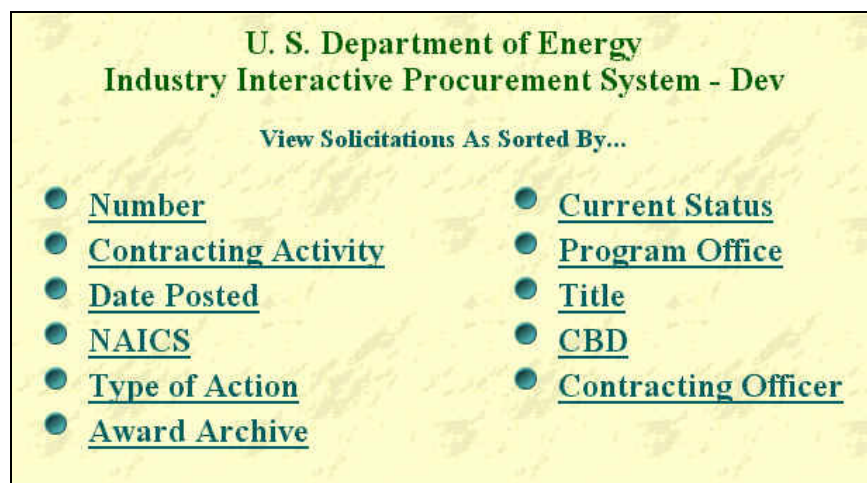 U. S. Department of Energy
Industry Interactive Procurement System - Dev
View Solicitations As Sorted By...
Number
Contracting Activity
Date Posted
NAICS
Type of Action
Award Archive
Current Status
Program Office
Title
CBD
Contracting Officer